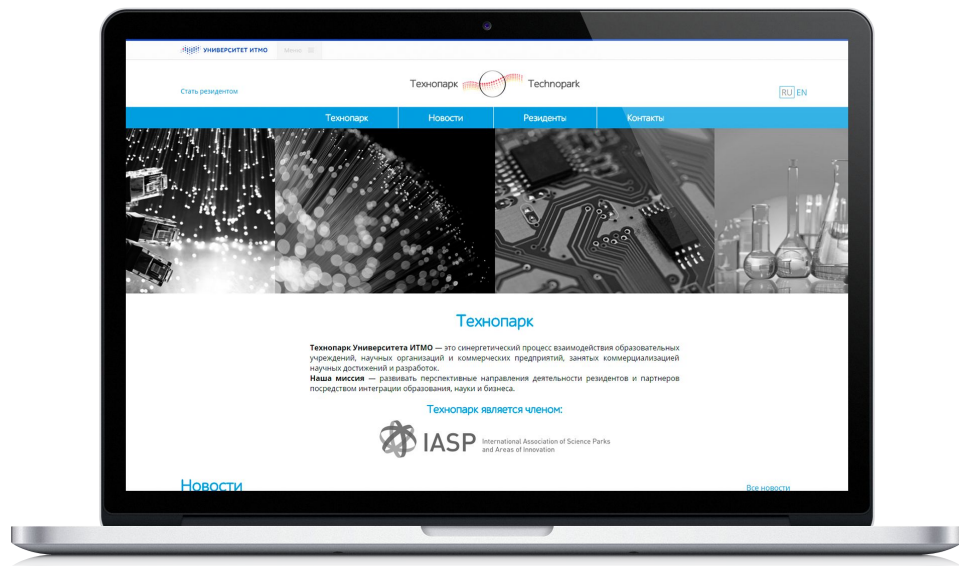 УНИВЕРСИТЕТ ИТМО
Меню
Стать резидентом
Технопарк Technopark
RU EN
Технопарк Новости Резиденты Контакты
Технопарк
Технопарк Университета ИТМО — это синергетический процесс взаимодействия образовательных
учреждений, научных организаций и коммерческих предприятий, занятых коммерциализацией
научных достижений и разработок.
Наша миссия — развивать перспективные направления деятельности резидентов и партнеров
посредством интеграции образования, науки и бизнеса.
Технопарк является членом:
IASP International Association of Science Parks
and Areas of Innovation
Новости Все новости